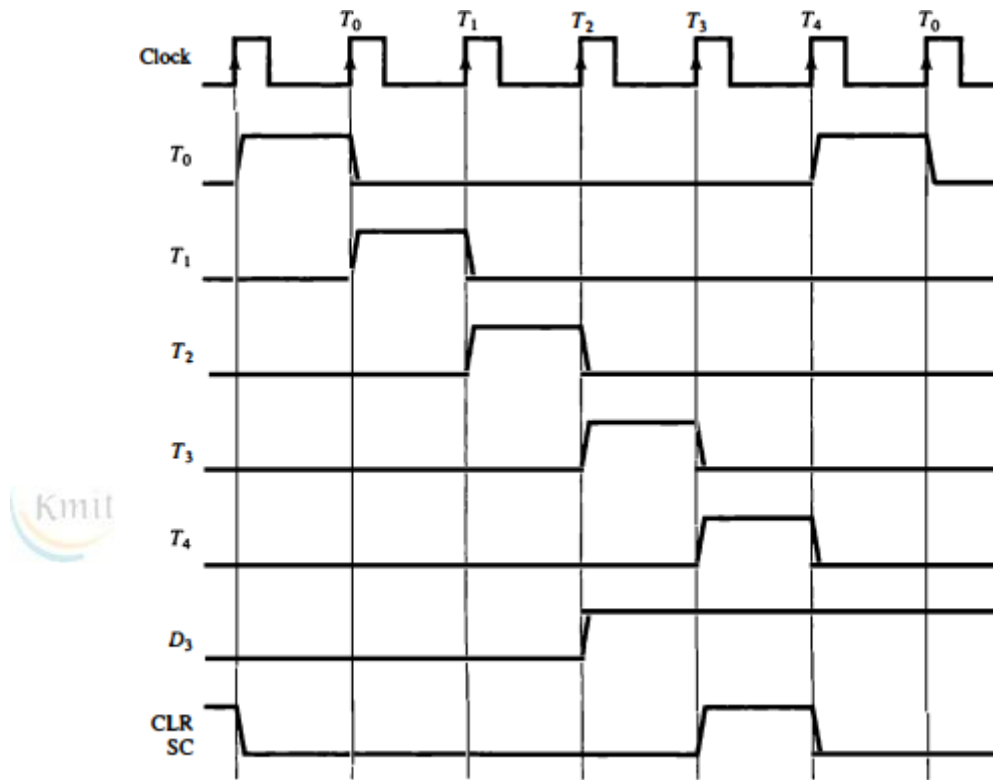 T0 T1 T2 T3 T4 T0
Clock
T0
T1
T2
T3
Kmit
T4
D3
CLR
SC